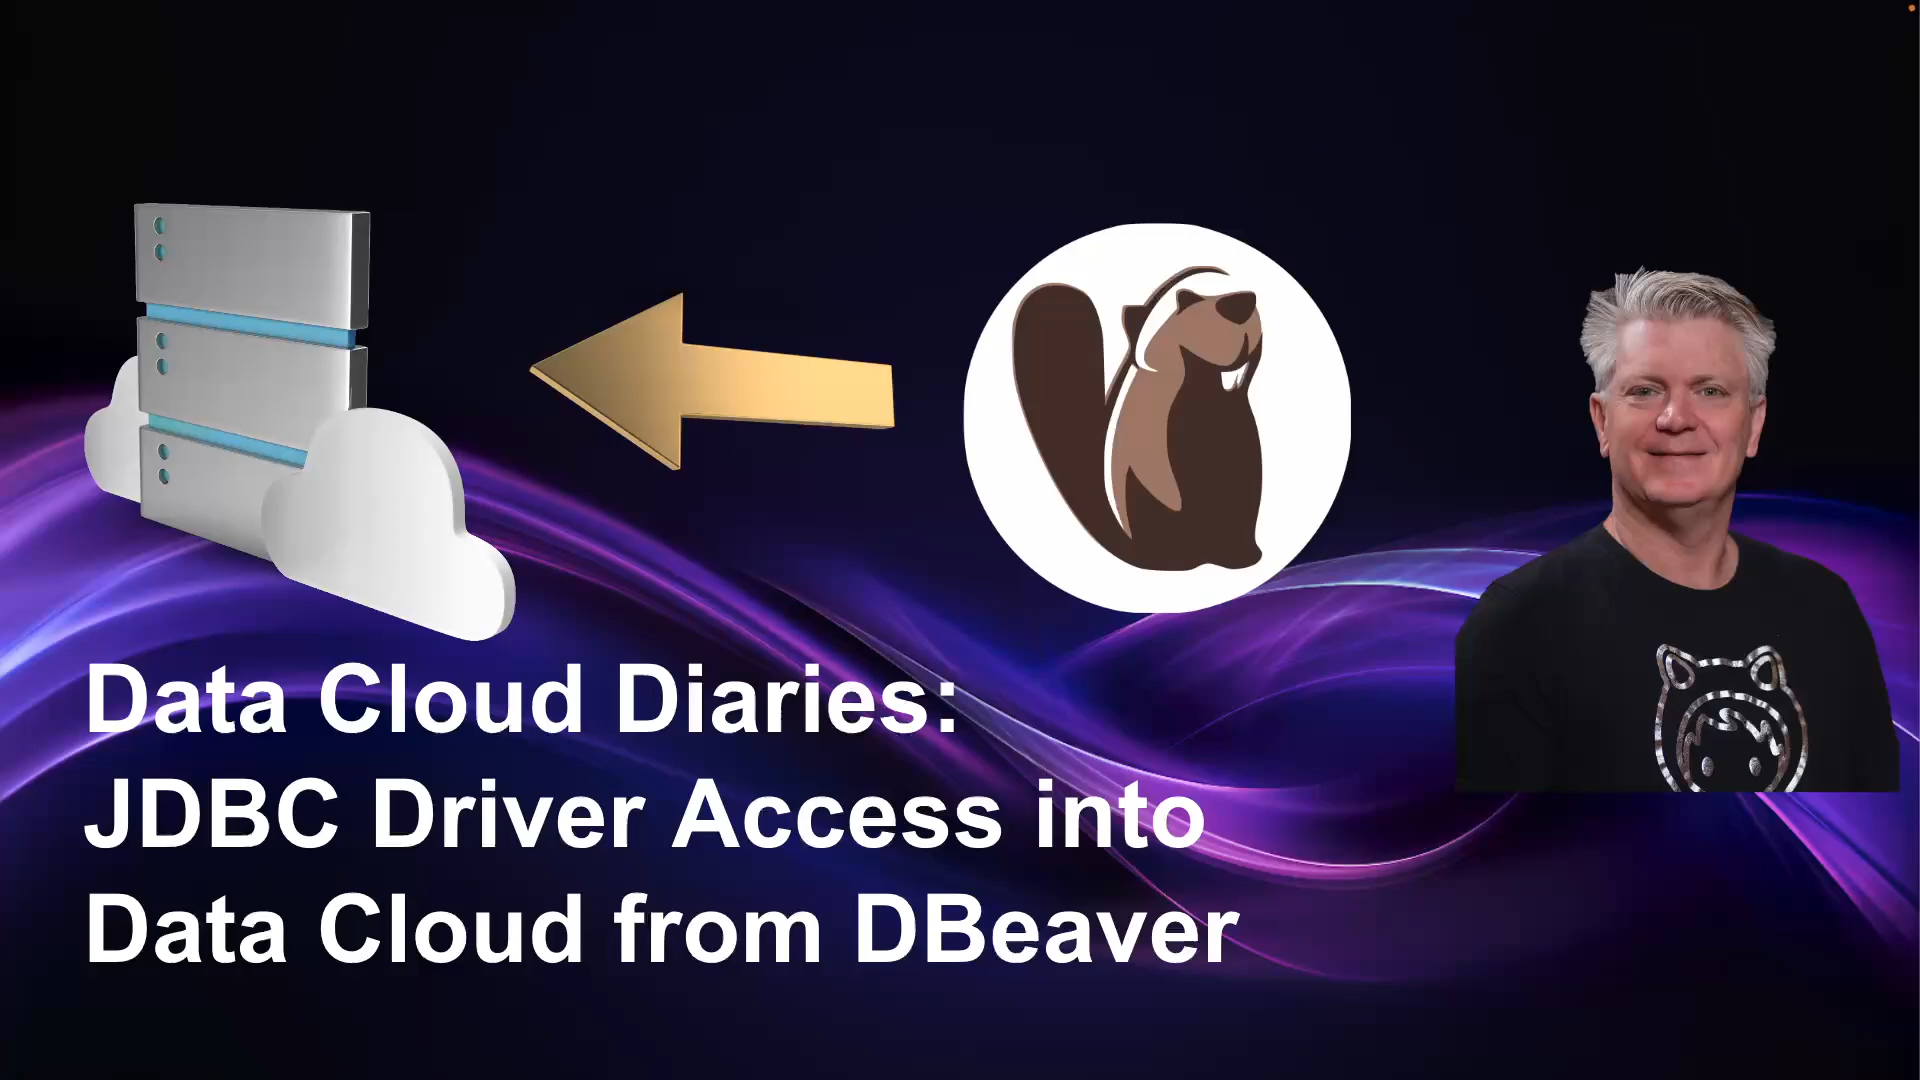 Data Cloud Diaries:
JDBC Driver Access into
Data Cloud from DBeaver